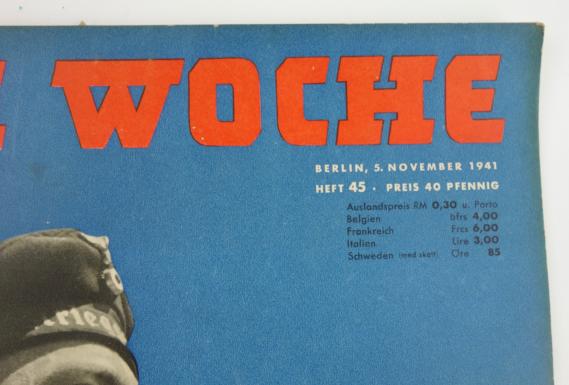 WOCHE
BERLIN, 5. NOVEMBER 1941
HEFT 45 · PREIS 40 PFENNIG
Auslandspreis RM 0,30 u. Porto
Belgien bfrs 4,00
Frankreich Frcs 6,00
Italien Lire 3,00
Schweden (med skatt) Öre 85